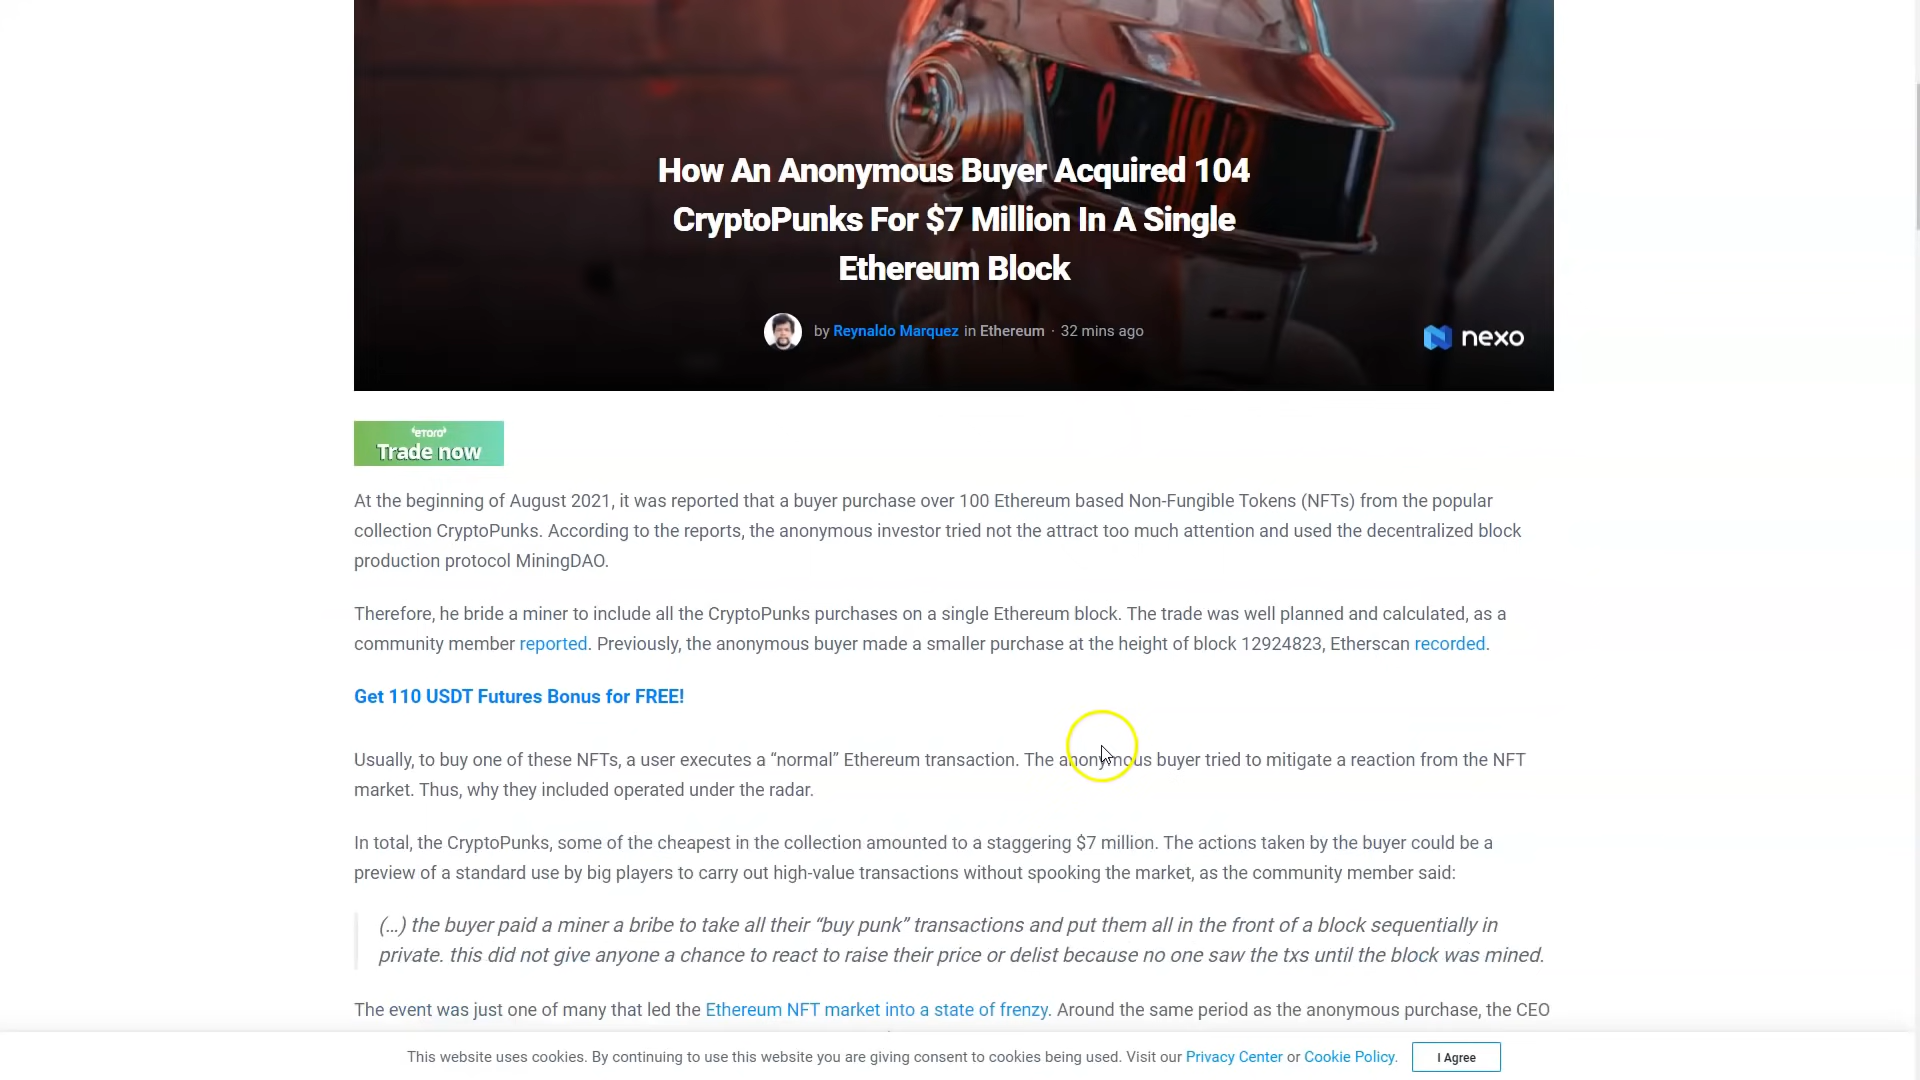 How An Anonymous Buyer Acquired 104
CryptoPunks For $7 Million In A Single
Ethereum Block
by Reynaldo Marquez in Ethereum · 32 mins ago
nexo
eToro
Trade now
At the beginning of August 2021, it was reported that a buyer purchase over 100 Ethereum based Non-Fungible Tokens (NFTs) from the popular
collection CryptoPunks. According to the reports, the anonymous investor tried not the attract too much attention and used the decentralized block
production protocol MiningDAO.
Therefore, he bride a miner to include all the CryptoPunks purchases on a single Ethereum block. The trade was well planned and calculated, as a
community member reported. Previously, the anonymous buyer made a smaller purchase at the height of block 12924823, Etherscan recorded.
Get 110 USDT Futures Bonus for FREE!
Usually, to buy one of these NFTs, a user executes a “normal” Ethereum transaction. The anonymous buyer tried to mitigate a reaction from the NFT
market. Thus, why they included operated under the radar.
In total, the CryptoPunks, some of the cheapest in the collection amounted to a staggering $7 million. The actions taken by the buyer could be a
preview of a standard use by big players to carry out high-value transactions without spooking the market, as the community member said:
(…) the buyer paid a miner a bribe to take all their “buy punk” transactions and put them all in the front of a block sequentially in
private. this did not give anyone a chance to react to raise their price or delist because no one saw the txs until the block was mined.
The event was just one of many that led the Ethereum NFT market into a state of frenzy. Around the same period as the anonymous purchase, the CEO
This website uses cookies. By continuing to use this website you are giving consent to cookies being used. Visit our Privacy Center or Cookie Policy. I Agree